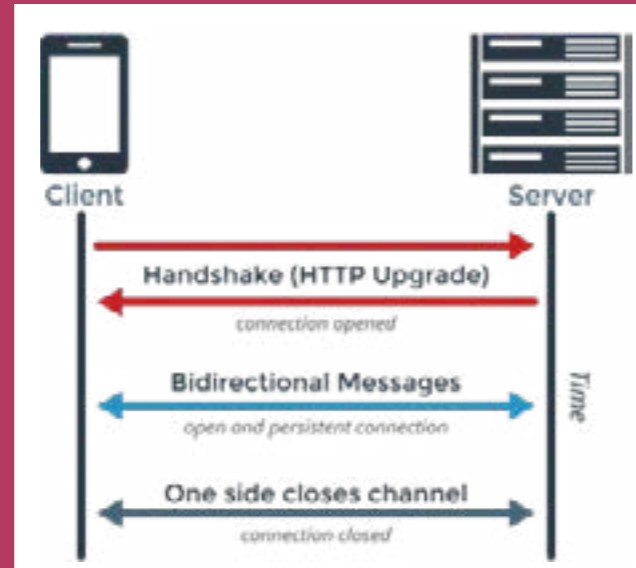 Client
Server
Handshake (HTTP Upgrade)
connection opened
Bidirectional Messages
open and persistent connection
Time
One side closes channel
connection closed